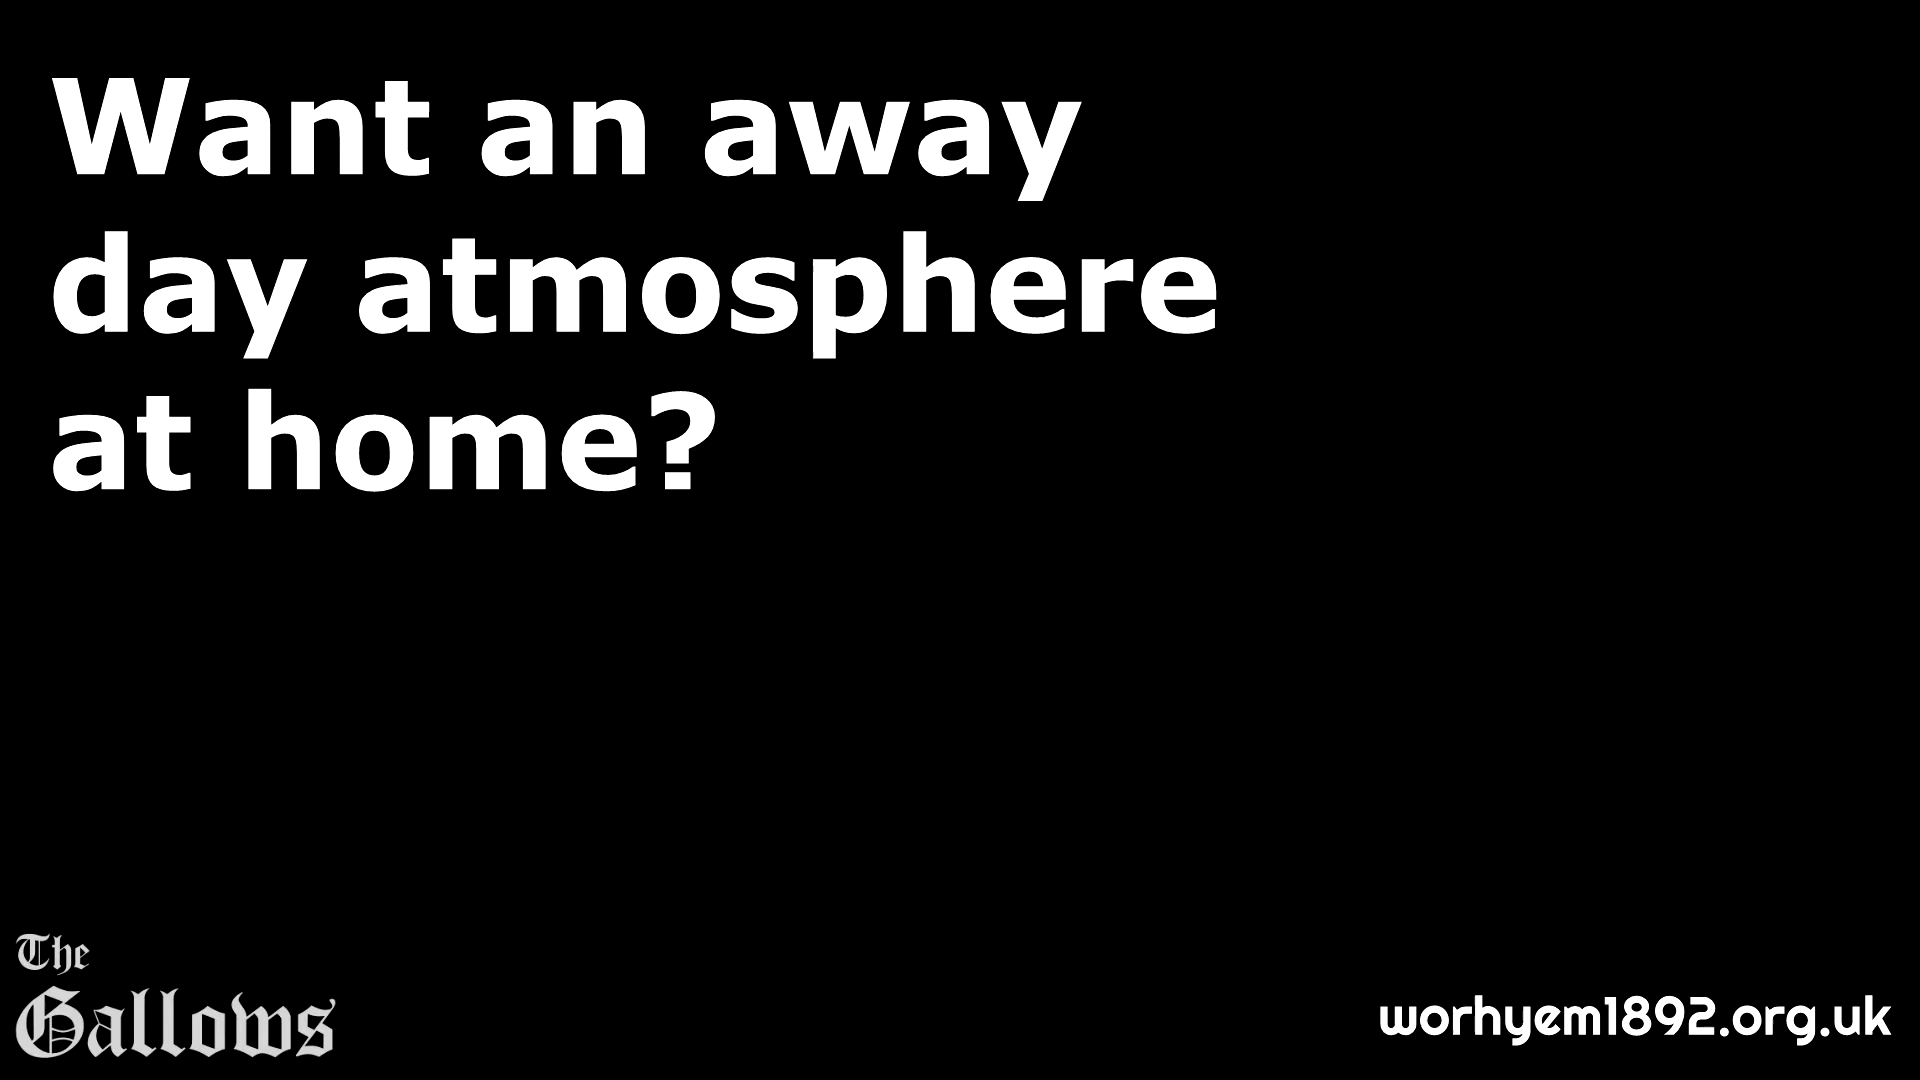 Want an away
day atmosphere
at home?
The
Gallows
worhyem1892.org.uk